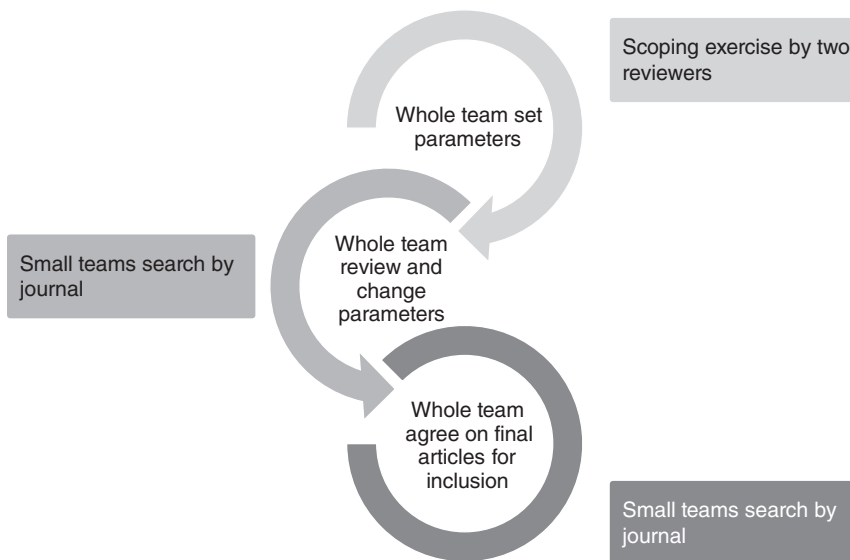 Scoping exercise by two
reviewers
Whole team set
parameters
Whole team
review and
change
parameters
Small teams search by
journal
Whole team
agree on final
articles for
inclusion
Small teams search by
journal